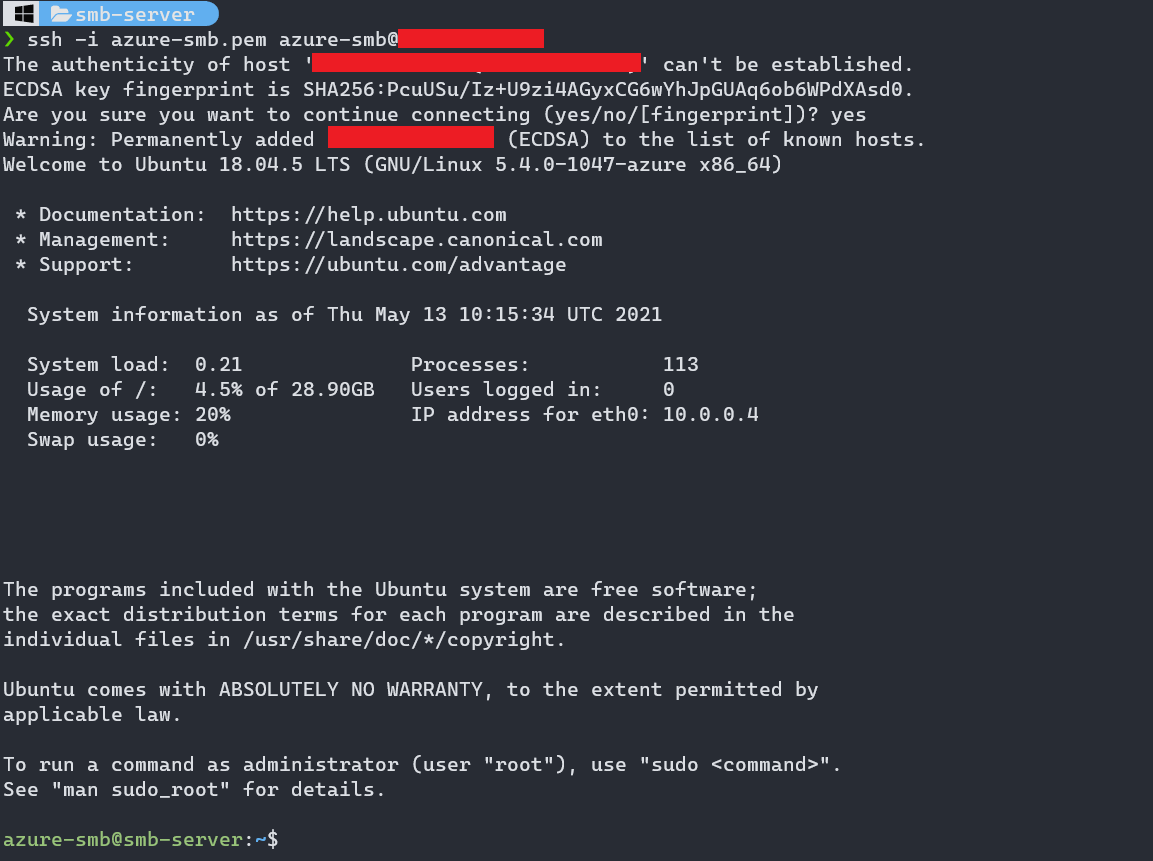 smb-server
❯ ssh -i azure-smb.pem azure-smb@
The authenticity of host '' can't be established.
ECDSA key fingerprint is SHA256:PcuUSu/Iz+U9zi4AGyxCG6wYhJpGUAq6ob6WPdXAsd0.
Are you sure you want to continue connecting (yes/no/[fingerprint])? yes
Warning: Permanently added (ECDSA) to the list of known hosts.
Welcome to Ubuntu 18.04.5 LTS (GNU/Linux 5.4.0-1047-azure x86_64)
* Documentation: https://help.ubuntu.com
* Management: https://landscape.canonical.com
* Support: https://ubuntu.com/advantage
System information as of Thu May 13 10:15:34 UTC 2021
System load: 0.21 Processes: 113
Usage of /: 4.5% of 28.90GB Users logged in: 0
Memory usage: 20% IP address for eth0: 10.0.0.4
Swap usage: 0%
The programs included with the Ubuntu system are free software;
the exact distribution terms for each program are described in the
individual files in /usr/share/doc/*/copyright.
Ubuntu comes with ABSOLUTELY NO WARRANTY, to the extent permitted by
applicable law.
To run a command as administrator (user "root"), use "sudo <command>".
See "man sudo_root" for details.
azure-smb@smb-server:~$